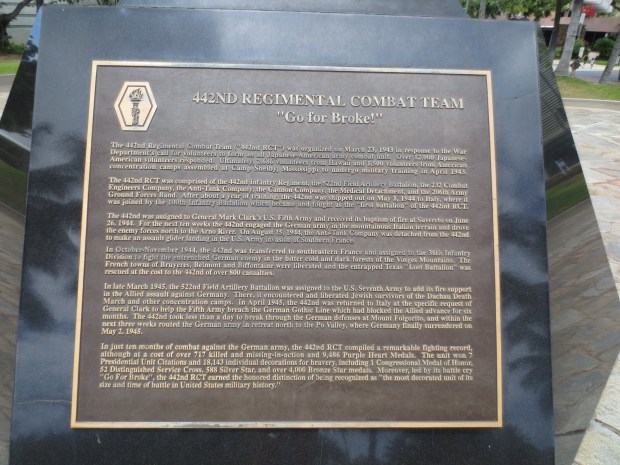 442ND REGIMENTAL COMBAT TEAM
"Go for Broke!"
The 442nd Regimental Combat Team ("442nd RCT") was organized on March 23, 1943 in response to the War
Department's call for volunteers to form an all Japanese-American army combat unit. Over 12,000 Japanese-
American volunteers responded. Ultimately 2,686 volunteers from Hawaii and 1,500 volunteers from American
concentration camps assembled at Camp Shelby, Mississippi to undergo military training in April 1943.
The 442nd RCT was comprised of the 442nd Infantry Regiment, the 522nd Field Artillery Battalion, the 232 Combat
Engineers Company, the Anti-Tank Company, the Cannon Company, the Medical Detachment, and the 206th Army
Ground Forces Band. After about a year of training, the 442nd was shipped out on May 1, 1944 to Italy, where it
was joined by the 100th Infantry Battalion which became and fought as the "First Battalion" of the 442nd RCT.
The 442nd was assigned to General Mark Clark's U.S. Fifth Army and received its baptism of fire at Suvereto on June
26, 1944. For the next ten weeks the 442nd engaged the German army in the mountainous Italian terrain and drove
the enemy forces north to the Arno River. On August 15, 1944, the Anti-Tank Company was detached from the 442nd
to make an assault glider landing in the U.S. Army invasion of Southern France.
In October-November 1944, the 442nd was transferred to southeastern France and assigned to the 36th Infantry
Division to fight the entrenched German enemy in the bitter cold and dark forests of the Vosges Mountains. The
French towns of Bruyeres, Belmont and Biffontaine were liberated and the entrapped Texas "Lost Battalion" was
rescued at the cost to the 442nd of over 800 casualties.
In late March 1945, the 522nd Field Artillery Battalion was assigned to the U.S. Seventh Army to add its fire support
in the Allied assault against Germany. There, it encountered and liberated Jewish survivors of the Dachau Death
March and other concentration camps. In April 1945, the 442nd was returned to Italy at the specific request of
General Clark to help the Fifth Army breach the German Gothic Line which had blocked the Allied advance for six
months. The 442nd took less than a day to break through the German defenses at Mount Folgorito, and within the
next three weeks routed the German army in retreat north to the Po Valley, where Germany finally surrendered on
May 2, 1945.
In just ten months of combat against the German army, the 442nd RCT compiled a remarkable fighting record,
although at a cost of over 717 killed and missing-in-action and 9,486 Purple Heart Medals. The unit won 7
Presidential Unit Citations and 18,143 individual decorations for bravery, including 1 Congressional Medal of Honor,
52 Distinguished Service Cross, 588 Silver Star, and over 4,000 Bronze Star medals. Moreover, led by its battle cry
"Go For Broke", the 442nd RCT earned the honored distinction of being recognized as "the most decorated unit of its
size and time of battle in United States military history."